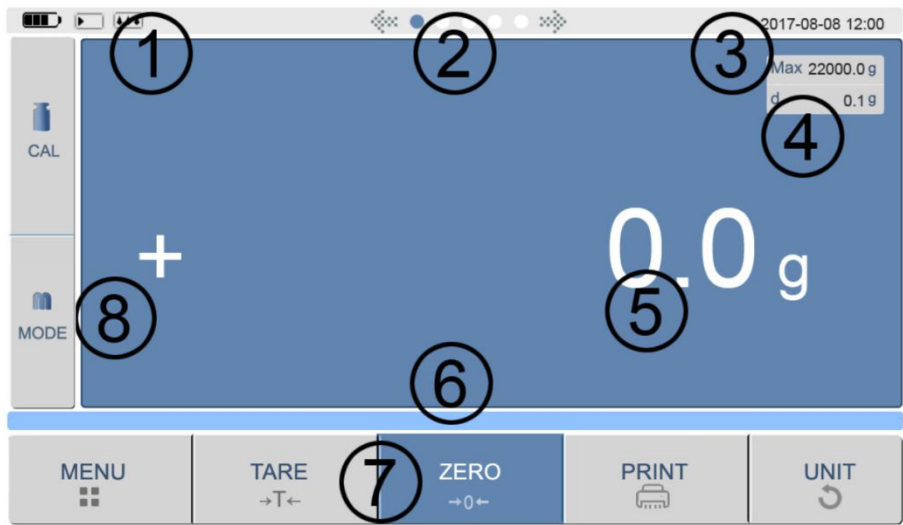 2017-08-08 12:00
1 2 3
Max 22000.0 g
d 0.1 g
4
CAL
+ 0.0 g
5
MODE
8
6
MENU TARE ZERO PRINT UNIT
→T← →0←
7